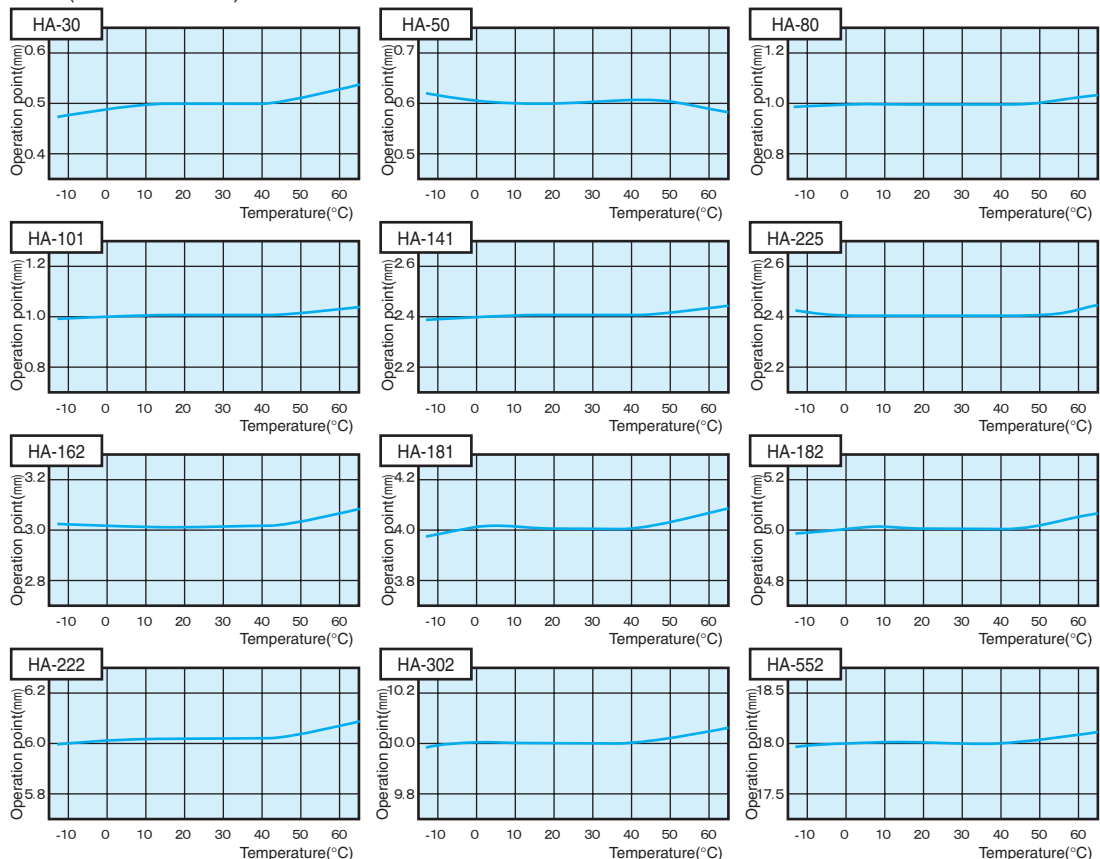 HA-30
Operation point(mm)
0.6
0.5
0.4
-10 0 10 20 30 40 50 60
Temperature(°C)
HA-50
Operation point(mm)
0.7
0.6
0.5
-10 0 10 20 30 40 50 60
Temperature(°C)
HA-80
Operation point(mm)
1.2
1.0
0.8
-10 0 10 20 30 40 50 60
Temperature(°C)
HA-101
Operation point(mm)
1.2
1.0
0.8
-10 0 10 20 30 40 50 60
Temperature(°C)
HA-141
Operation point(mm)
2.6
2.4
2.2
-10 0 10 20 30 40 50 60
Temperature(°C)
HA-225
Operation point(mm)
2.6
2.4
2.2
-10 0 10 20 30 40 50 60
Temperature(°C)
HA-162
Operation point(mm)
3.2
3.0
2.8
-10 0 10 20 30 40 50 60
Temperature(°C)
HA-181
Operation point(mm)
4.2
4.0
3.8
-10 0 10 20 30 40 50 60
Temperature(°C)
HA-182
Operation point(mm)
5.2
5.0
4.8
-10 0 10 20 30 40 50 60
Temperature(°C)
HA-222
Operation point(mm)
6.2
6.0
5.8
-10 0 10 20 30 40 50 60
Temperature(°C)
HA-302
Operation point(mm)
10.2
10.0
9.8
-10 0 10 20 30 40 50 60
Temperature(°C)
HA-552
Operation point(mm)
18.5
18.0
17.5
-10 0 10 20 30 40 50 60
Temperature(°C)